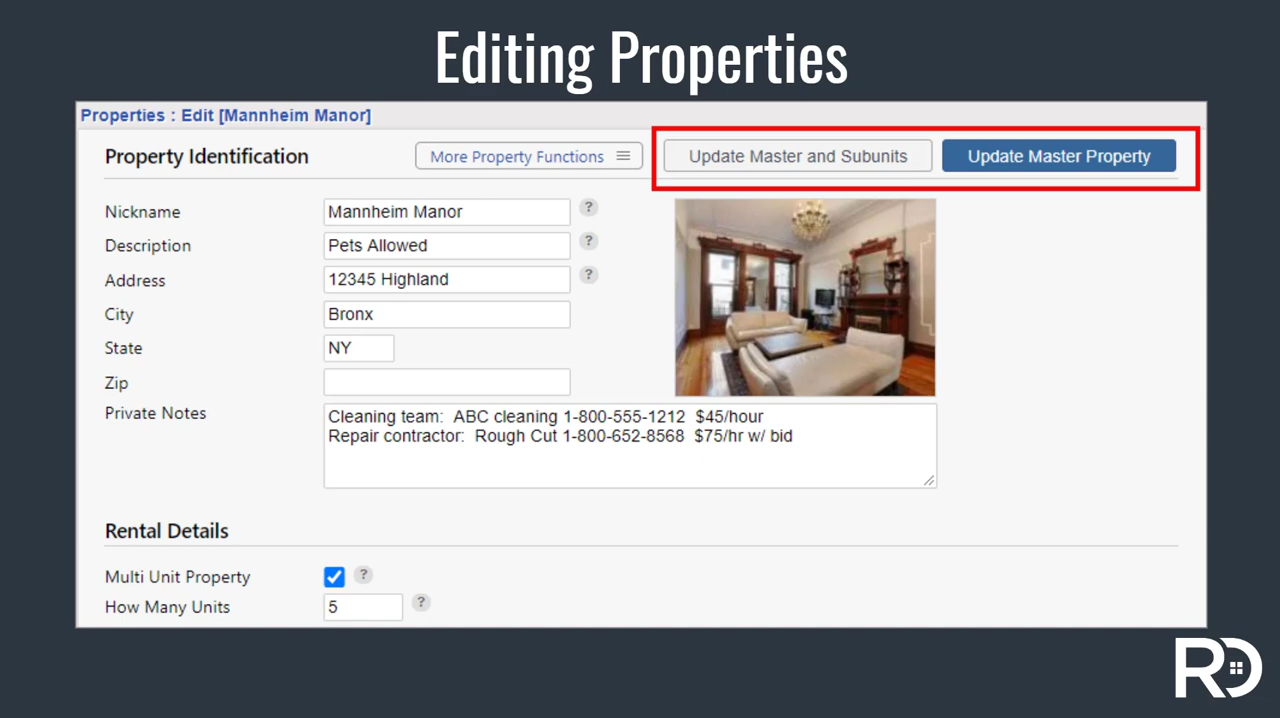 Editing Properties
Properties : Edit [Mannheim Manor]
Property Identification More Property Functions Update Master and Subunits Update Master Property
Nickname Mannheim Manor ?
Description Pets Allowed ?
Address 12345 Highland ?
City Bronx
State NY
Zip
Private Notes Cleaning team: ABC cleaning 1-800-555-1212 $45/hour
Repair contractor: Rough Cut 1-800-652-8568 $75/hr w/ bid
Rental Details
Multi Unit Property ?
How Many Units 5 ?
RD